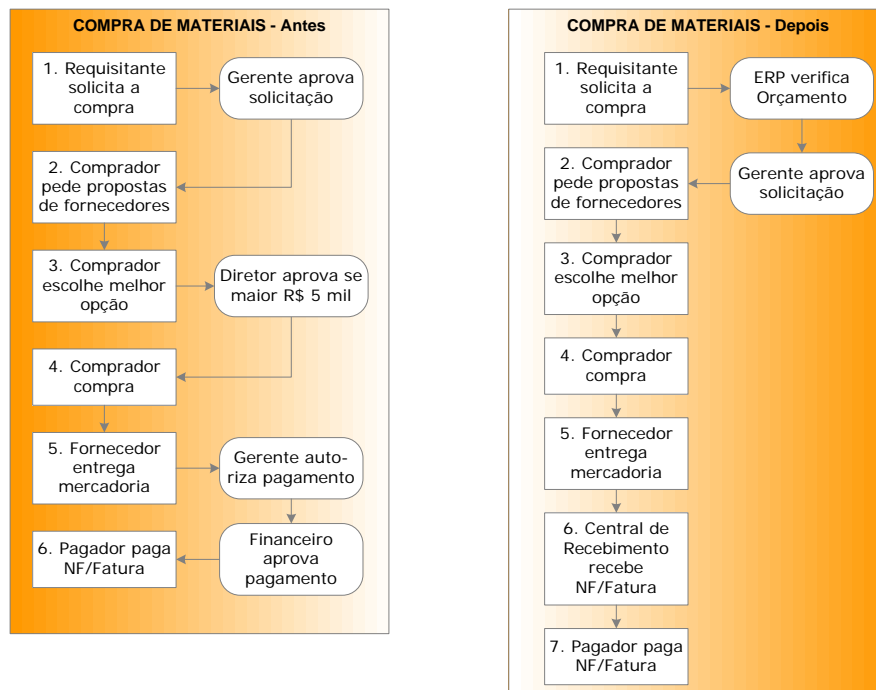 COMPRA DE MATERIAIS - Antes
1. Requisitante
solicita a
compra
Gerente aprova
solicitação
2. Comprador
pede propostas
de fornecedores
3. Comprador
escolhe melhor
opção
Diretor aprova se
maior R$ 5 mil
4. Comprador
compra
5. Fornecedor
entrega
mercadoria
Gerente auto-
riza pagamento
Financeiro
aprova
pagamento
6. Pagador paga
NF/Fatura
COMPRA DE MATERIAIS - Depois
1. Requisitante
solicita a
compra
ERP verifica
Orçamento
Gerente aprova
solicitação
2. Comprador
pede propostas
de fornecedores
3. Comprador
escolhe melhor
opção
4. Comprador
compra
5. Fornecedor
entrega
mercadoria
6. Central de
Recebimento
recebe
NF/Fatura
7. Pagador paga
NF/Fatura